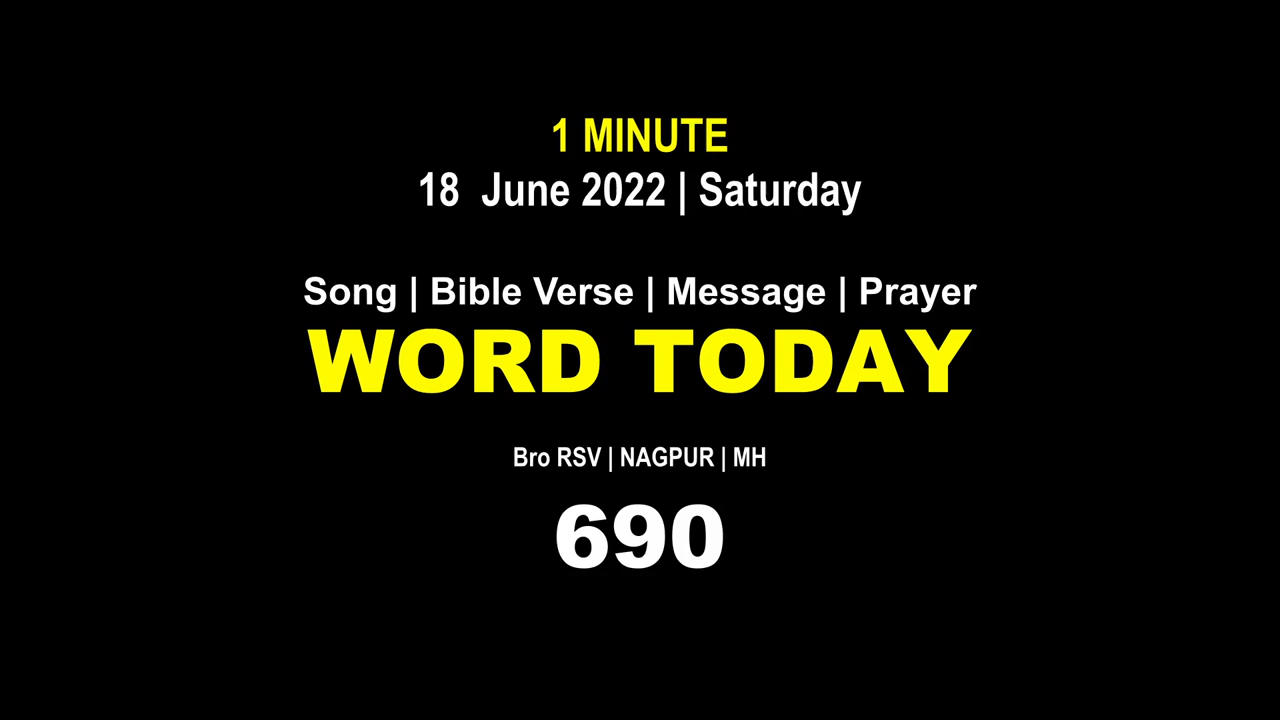 1 MINUTE
18  June 2022 | Saturday
Song | Bible Verse | Message | Prayer
WORD TODAY
Bro RSV | NAGPUR | MH
690